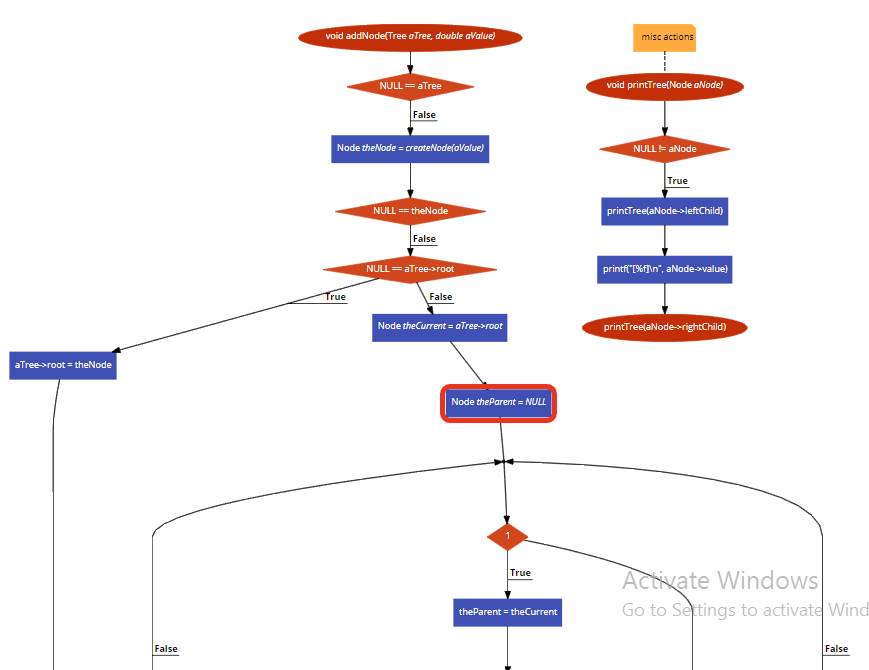 void addNode(Tree aTree, double aValue)
NULL == aTree
False
Node theNode = createNode(aValue)
NULL == theNode
False
NULL == aTree->root
True
False
Node theCurrent = aTree->root
aTree->root = theNode
Node theParent = NULL
1
True
theParent = theCurrent
False
False
misc actions
void printTree(Node aNode)
NULL != aNode
True
printTree(aNode->leftChild)
printf("[%f]\n", aNode->value)
printTree(aNode->rightChild)
Activate Windows
Go to Settings to activate Wind